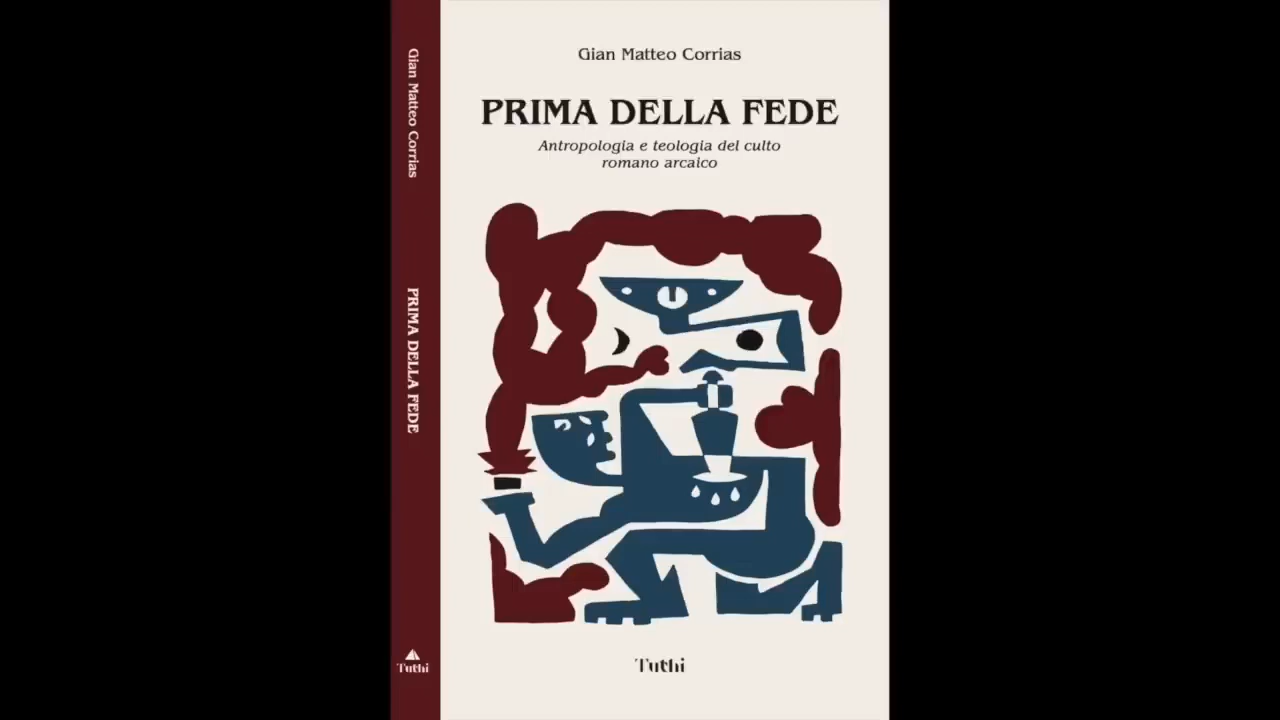 Gian Matteo Corrias
PRIMA DELLA FEDE
Tuthi
Gian Matteo Corrias
PRIMA DELLA FEDE
Antropologia e teologia del culto
romano arcaico
Tuthi